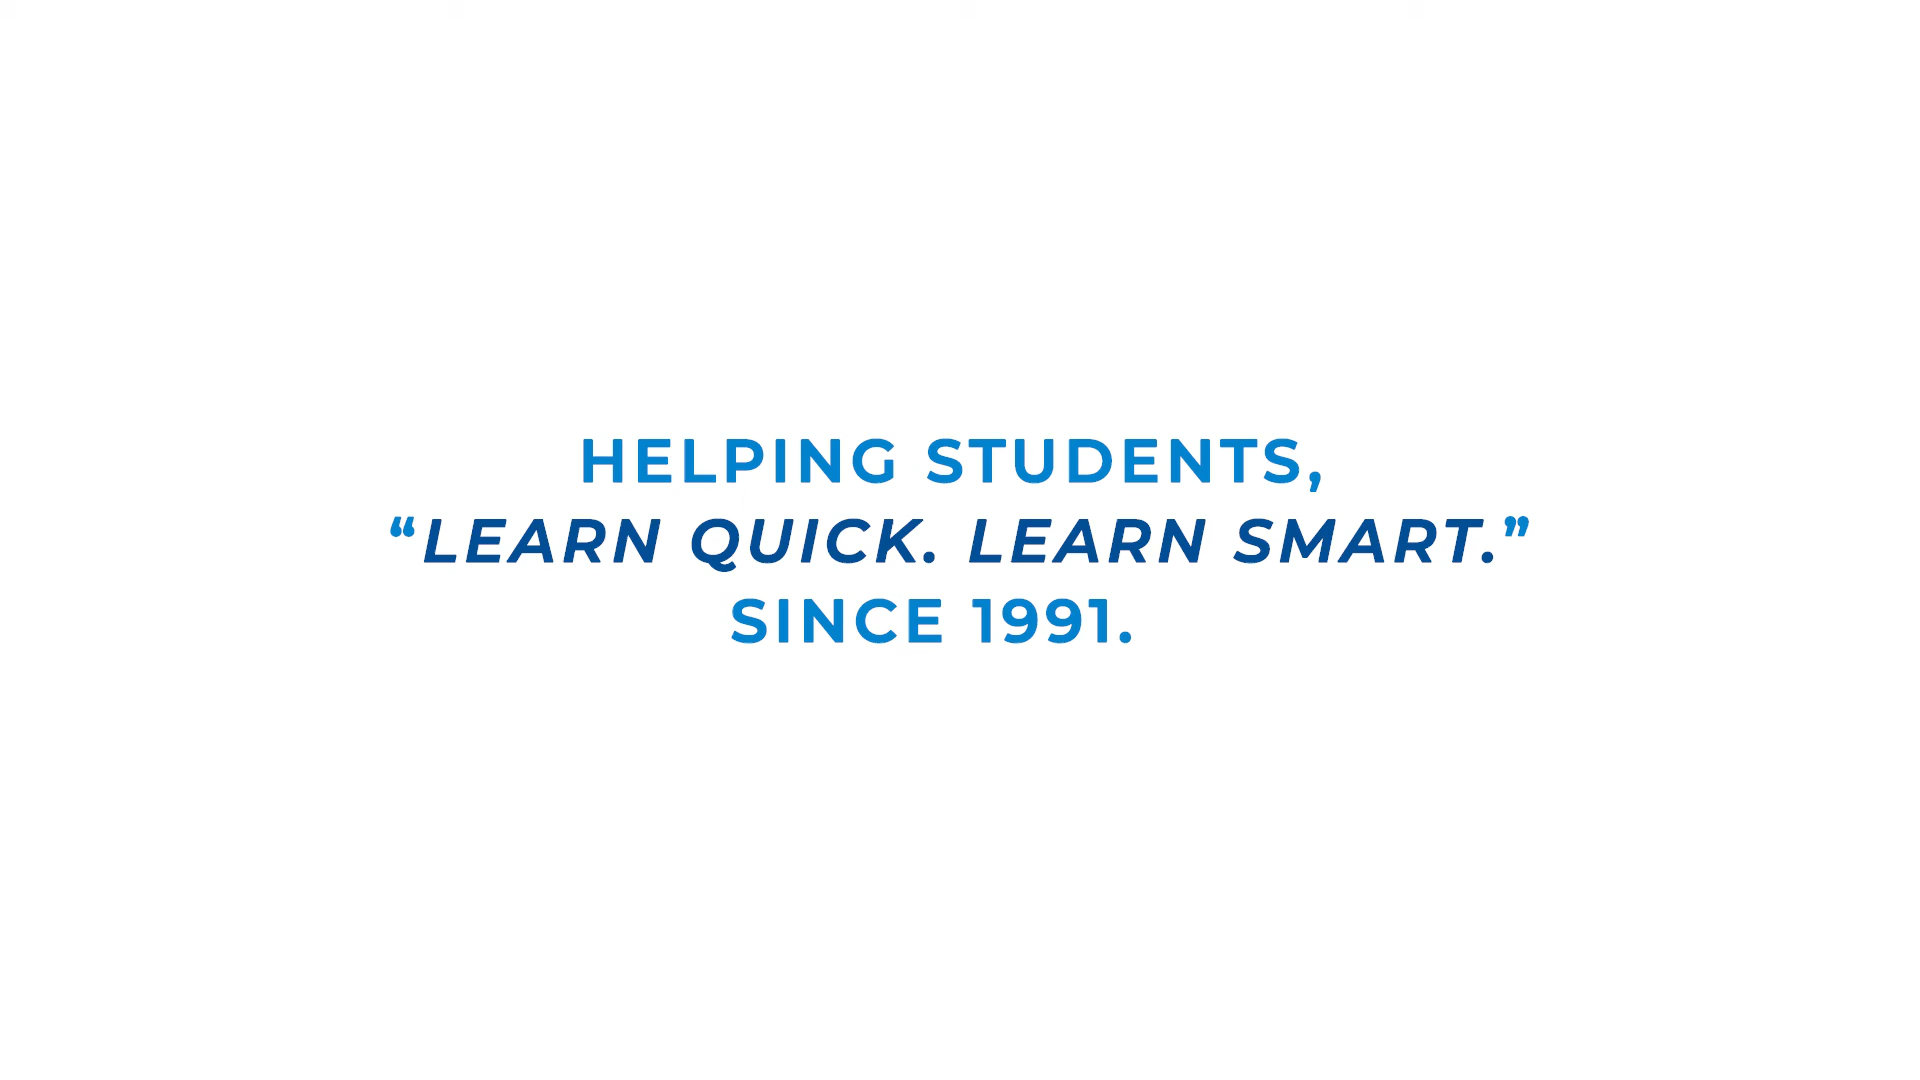 HELPING STUDENTS,
“LEARN QUICK. LEARN SMART.”
SINCE 1991.